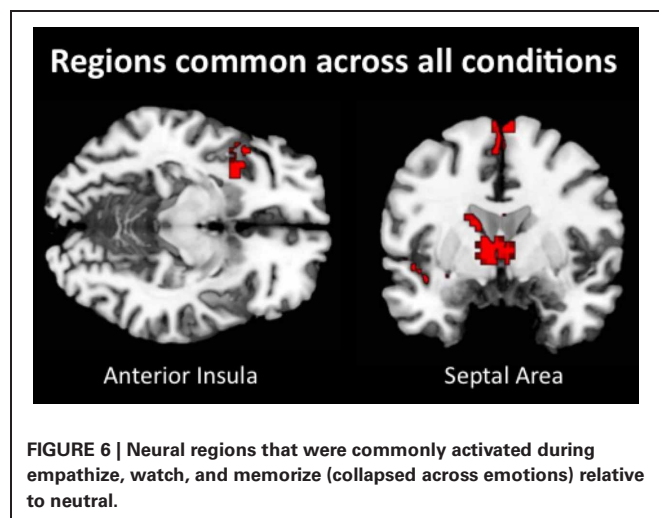 Regions common across all conditions
Anterior Insula
Septal Area
FIGURE 6 | Neural regions that were commonly activated during
empathize, watch, and memorize (collapsed across emotions) relative
to neutral.